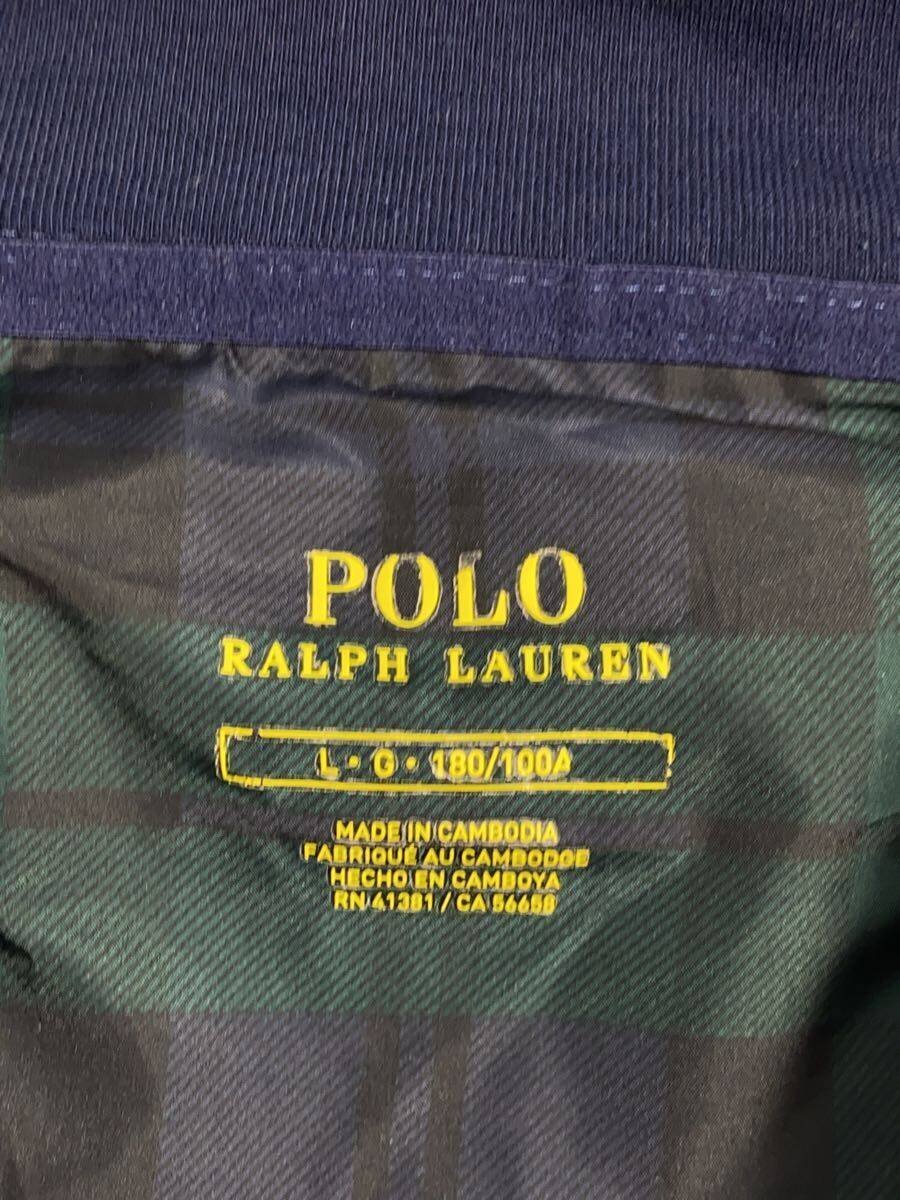 POLO
RALPH LAUREN
L • G • 180/100A
MADE IN CAMBODIA
FABRIQUÉ AU CAMBODGE
HECHO EN CAMBOYA
RN 41381 / CA 56658